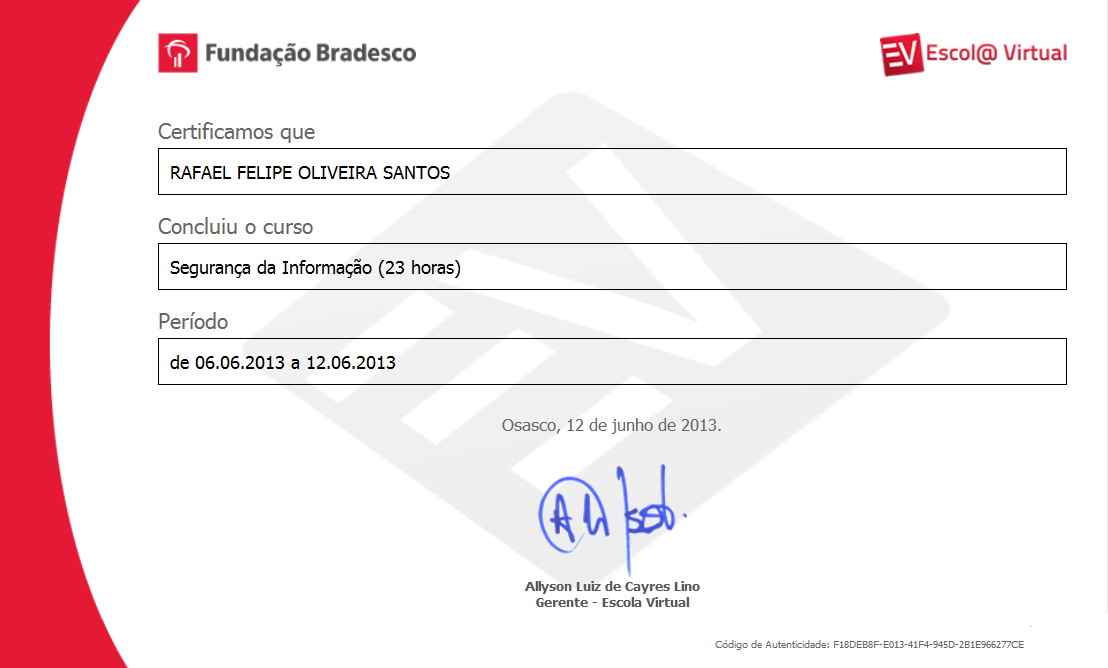 Fundação Bradesco
EV Escol@ Virtual
Certificamos que
RAFAEL FELIPE OLIVEIRA SANTOS
Concluiu o curso
Segurança da Informação (23 horas)
Período
de 06.06.2013 a 12.06.2013
Osasco, 12 de junho de 2013.
Allyson Luiz de Cayres Lino
Gerente - Escola Virtual
Código de Autenticidade: F18DEB8F-E013-41F4-945D-2B1E966277CE